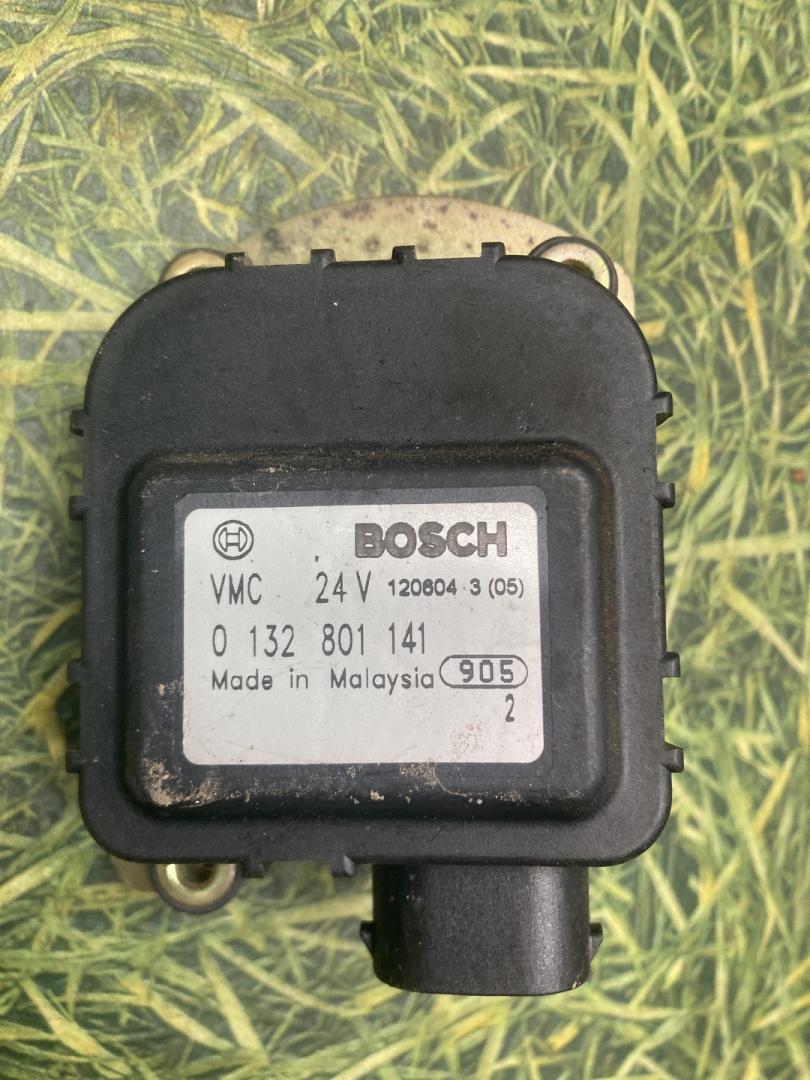 BOSCH
VMC 24 V 120604 3 (05)
0 132 801 141
Made in Malaysia 905
2